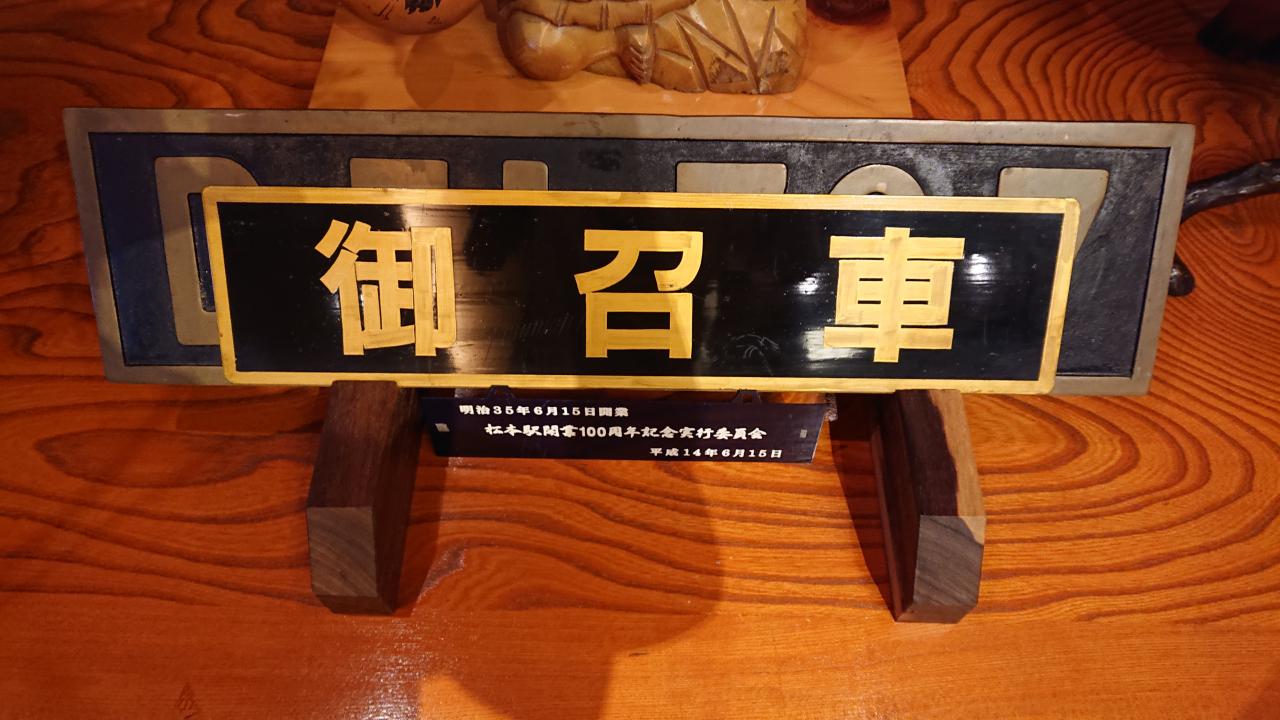 御召車
明治35年6月15日開業
松本駅開業100周年記念実行委員会
平成14年6月15日